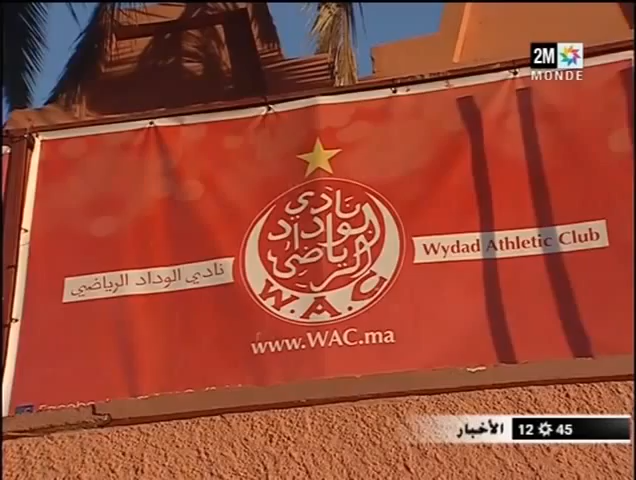 2M
MONDE
نادي
الوداد
الرياضي
W.A.C
نادي الوداد الرياضي
Wydad Athletic Club
www.WAC.ma
الأخبار
12 45